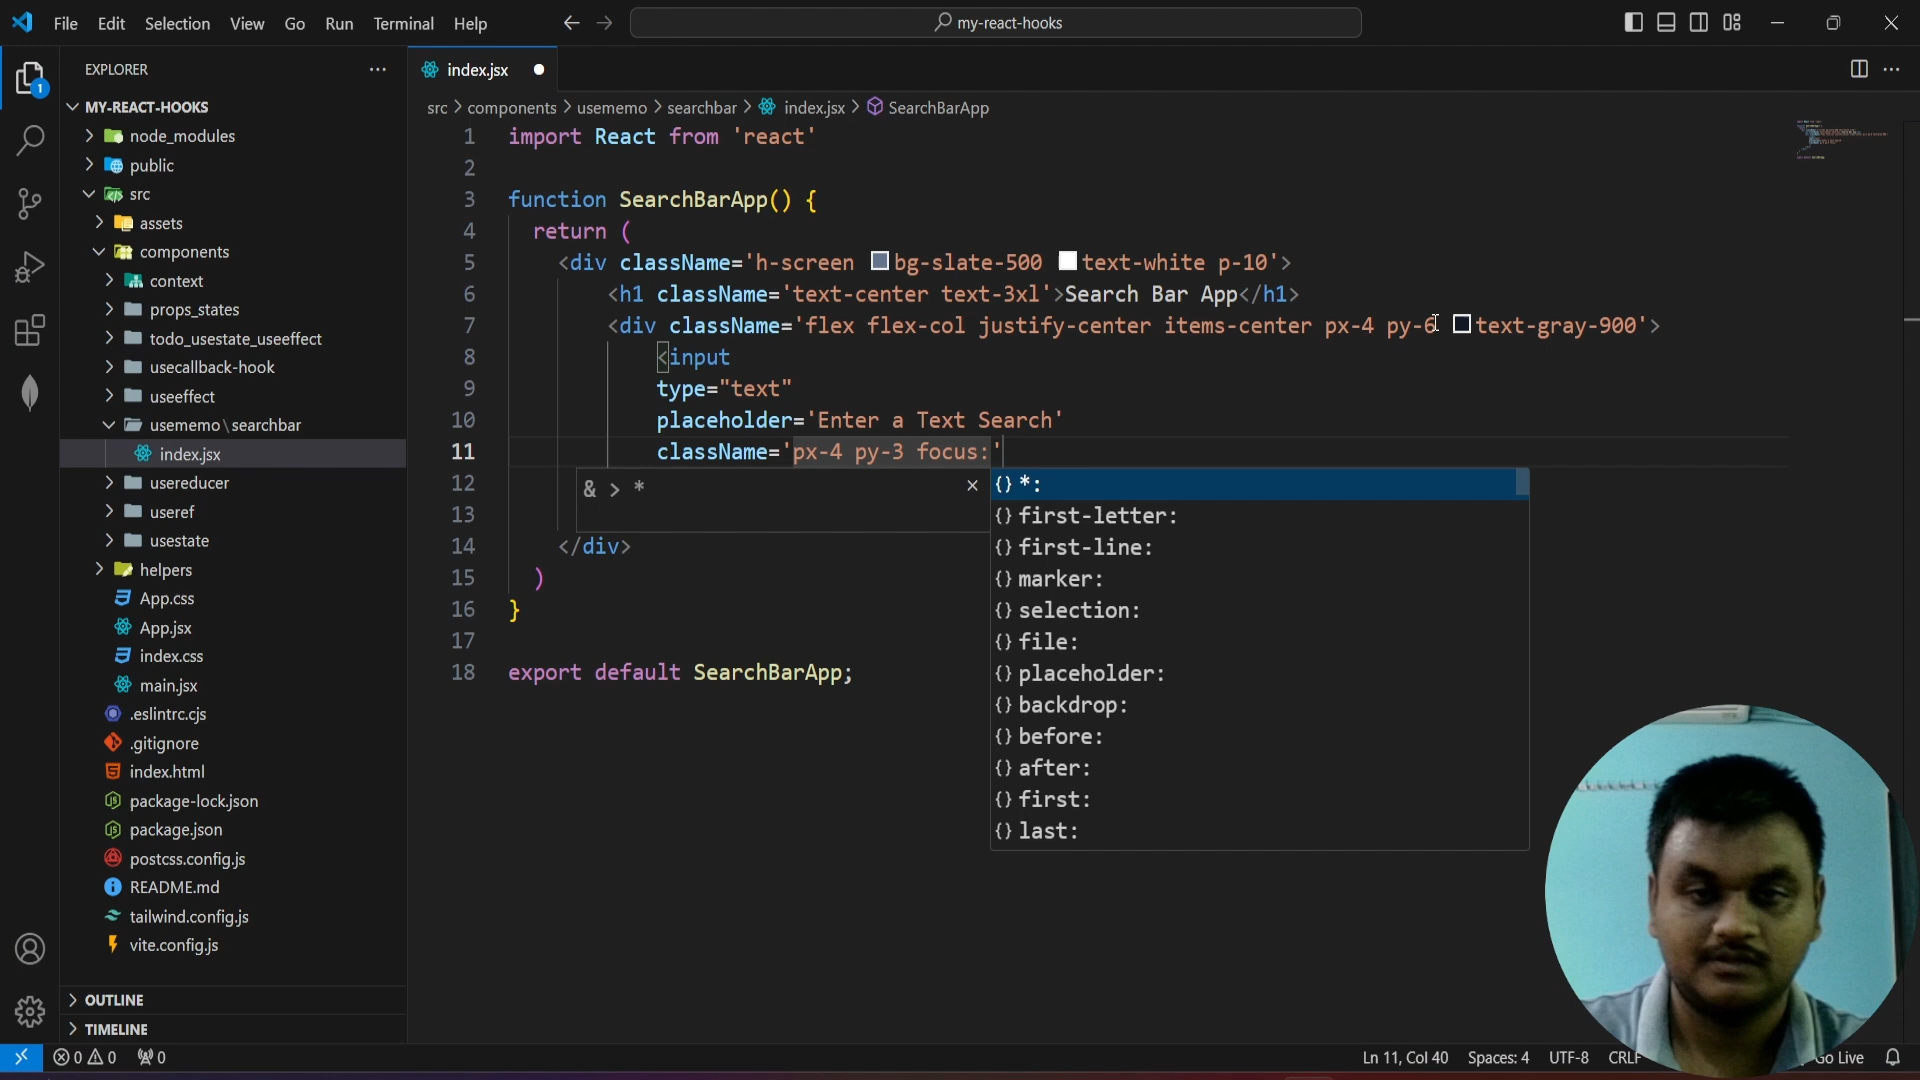 File Edit Selection View Go Run Terminal Help
my-react-hooks
EXPLORER
1
MY-REACT-HOOKS
node_modules
public
src
assets
components
context
props_states
todo_usestate_useeffect
usecallback-hook
useeffect
usememo\searchbar
index.jsx
usereducer
useref
usestate
helpers
App.css
App.jsx
index.css
main.jsx
.eslintrc.cjs
.gitignore
index.html
package-lock.json
package.json
postcss.config.js
README.md
tailwind.config.js
vite.config.js
OUTLINE
TIMELINE
index.jsx
src > components > usememo > searchbar > index.jsx > SearchBarApp
1 import React from 'react'
2
3 function SearchBarApp() {
4 return (
5 <div className='h-screen bg-slate-500 text-white p-10'>
6 <h1 className='text-center text-3xl'>Search Bar App</h1>
7 <div className='flex flex-col justify-center items-center px-4 py-6 text-gray-900'>
8 <input
9 type="text"
10 placeholder='Enter a Text Search'
11 className='px-4 py-3 focus:'
12
13
14 </div>
15 )
16 }
17
18 export default SearchBarApp;
& > *
{} *:
{} first-letter:
{} first-line:
{} marker:
{} selection:
{} file:
{} placeholder:
{} backdrop:
{} before:
{} after:
{} first:
{} last:
0 0 0
Ln 11, Col 40 Spaces: 4 UTF-8 CRLF Go Live